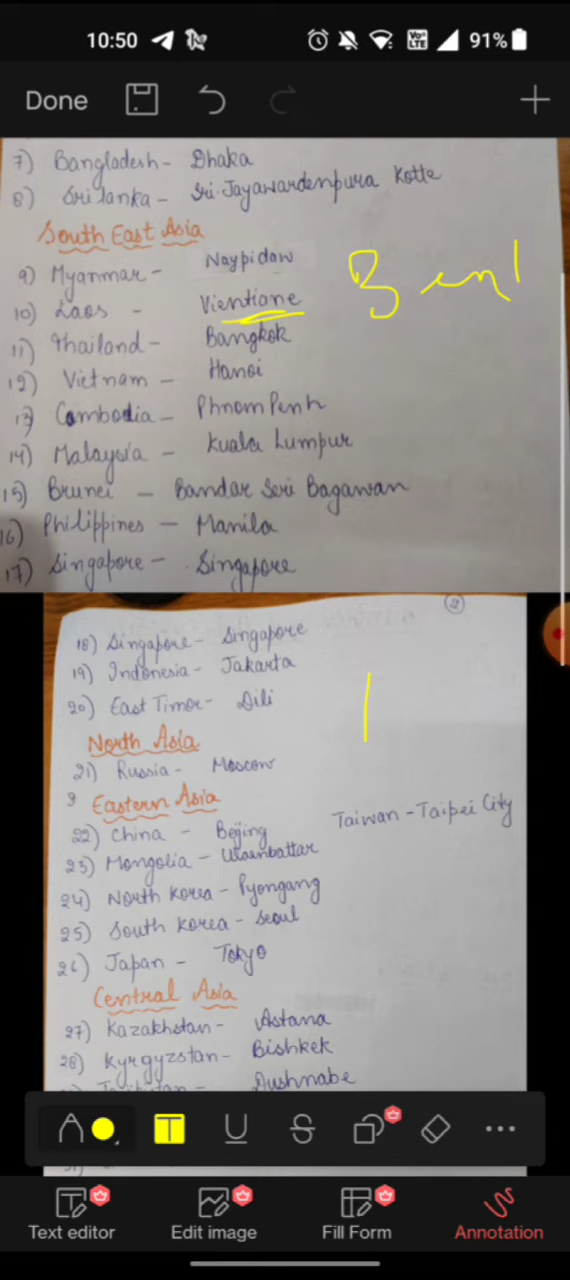 10:50 Vo LTE 91%
Done
7) Bangladesh - Dhaka
8) Sri lanka - Sri Jayawardenpura Kotte
South East Asia
9) Myanmar - Naypidaw
10) Laos - Vientiane
11) Thailand - Bangkok
12) Vietnam - Hanoi
13) Cambodia - Phnom Penh
14) Malaysia - Kuala Lumpur
15) Brunei - Bandar Seri Bagawan
16) Philippines - Manila
17) Singapore - Singapore
2
18) Singapore - Singapore
19) Indonesia - Jakarta
20) East Timor - Dili
North Asia
21) Russia - Moscow
Eastern Asia
22) China - Beijing Taiwan - Taipei City
23) Mongolia - Ulaanbattar
24) North Korea - Pyongang
25) South Korea - Seoul
26) Japan - Tokyo
Central Asia
27) Kazakhstan - Astana
28) Kyrgyzstan - Bishkek
Dushnabe
T
U
S
Text editor Edit image Fill Form Annotation